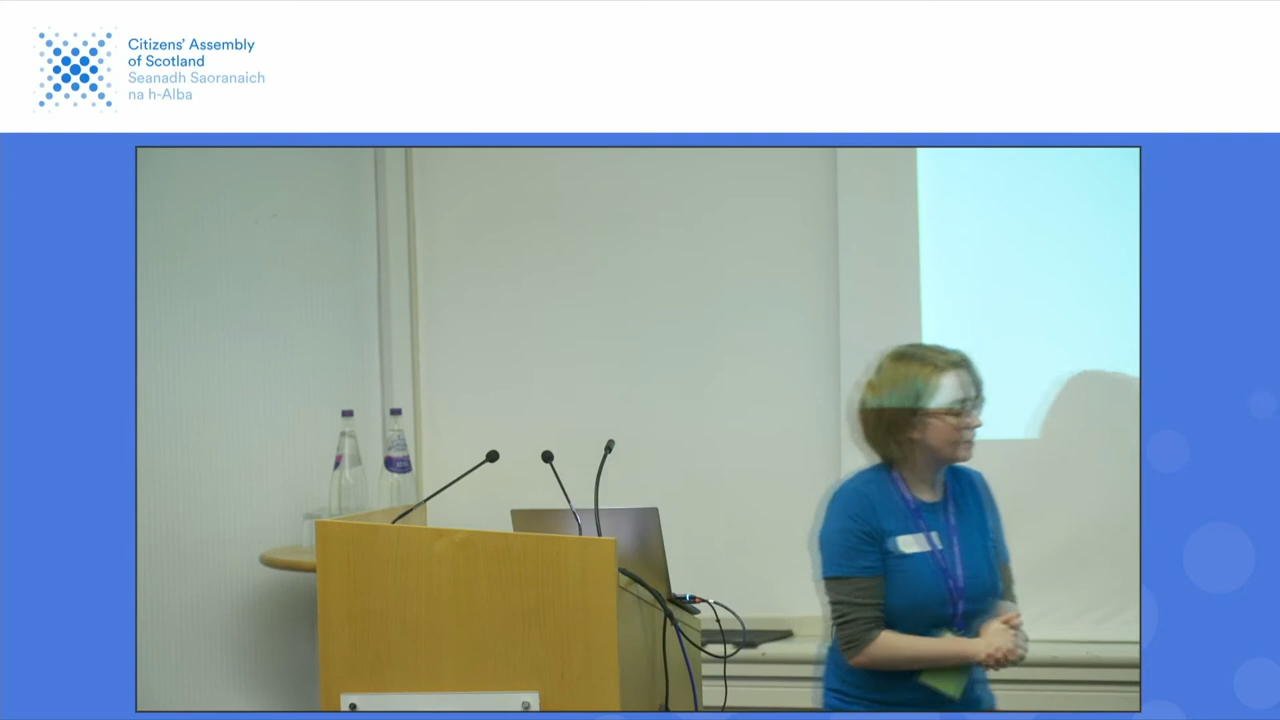 Citizens’ Assembly
of Scotland
Seanadh Saoranaich
na h-Alba